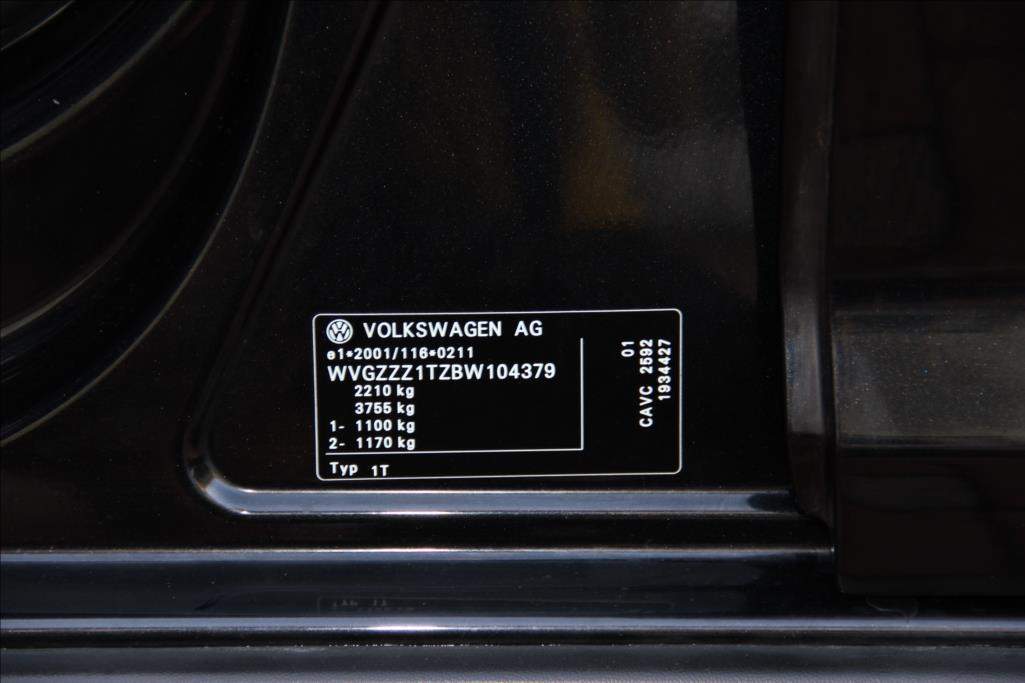 VOLKSWAGEN AG
e1*2001/116*0211
WVGZZZ1TZBW104379
2210 kg
3755 kg
1- 1100 kg
2- 1170 kg
Typ 1T
01
CAVC 2592
1934427